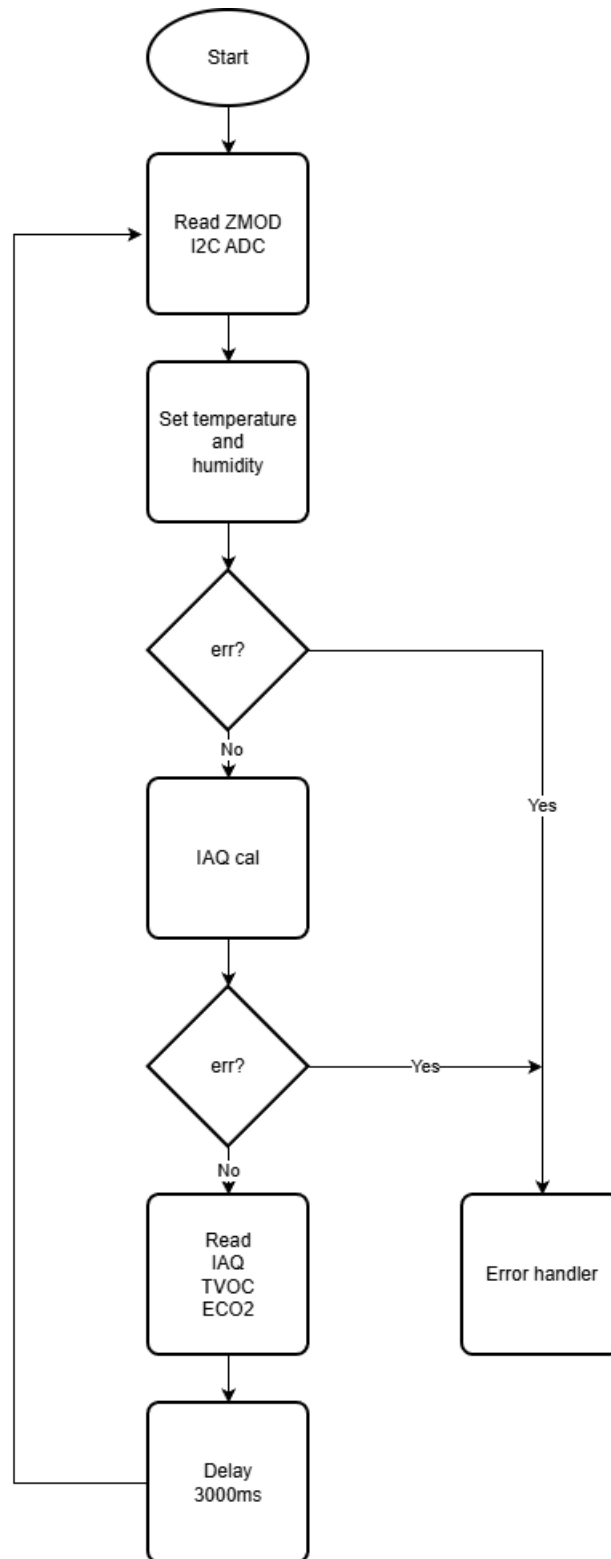 Start
Read ZMOD
I2C ADC
Set temperature
and
humidity
err?
No
Yes
IAQ cal
err?
Yes
No
Read
IAQ
TVOC
ECO2
Error handler
Delay
3000ms